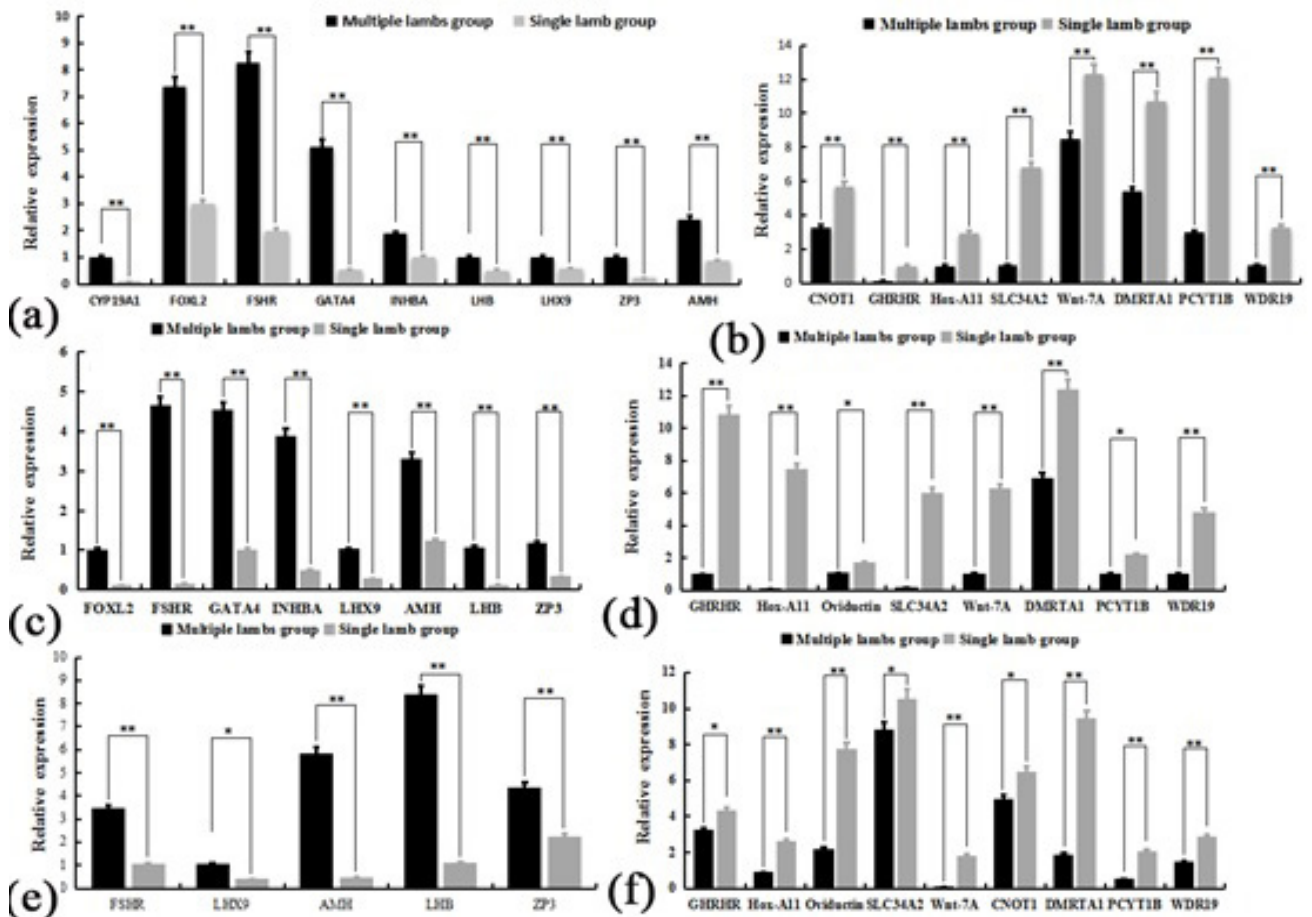 Multiple lambs group Single lamb group
Relative expression
10
9
8
7
6
5
4
3
2
1
0
** ** ** ** ** ** ** ** **
CYP19A1 FOXL2 FSHR GATA4 INHBA LHB LHX9 ZP3 AMH
(a)
Multiple lambs group Single lamb group
Relative expression
14
12
10
8
6
4
2
0
** ** ** ** ** ** ** **
CNOT1 GHRHR Hox-A11 SLC34A2 Wnt-7A DMRTA1 PCYT1B WDR19
(b)
Multiple lambs group Single lamb group
Relative expression
6
5
4
3
2
1
0
** ** ** ** ** ** ** **
FOXL2 FSHR GATA4 INHBA LHX9 AMH LHB ZP3
(c)
Multiple lambs group Single lamb group
Relative expression
14
12
10
8
6
4
2
0
** ** * ** ** ** * **
GHRHR Hox-A11 Oviductin SLC34A2 Wnt-7A DMRTA1 PCYT1B WDR19
(d)
Multiple lambs group Single lamb group
Relative expression
10
9
8
7
6
5
4
3
2
1
0
** * ** ** **
FSHR LHX9 AMH LHB ZP3
(e)
Multiple lambs group Single lamb group
Relative expression
12
10
8
6
4
2
0
* ** ** * ** * ** ** **
GHRHR Hox-A11 Oviductin SLC34A2 Wnt-7A CNOT1 DMRTA1 PCYT1B WDR19
(f)